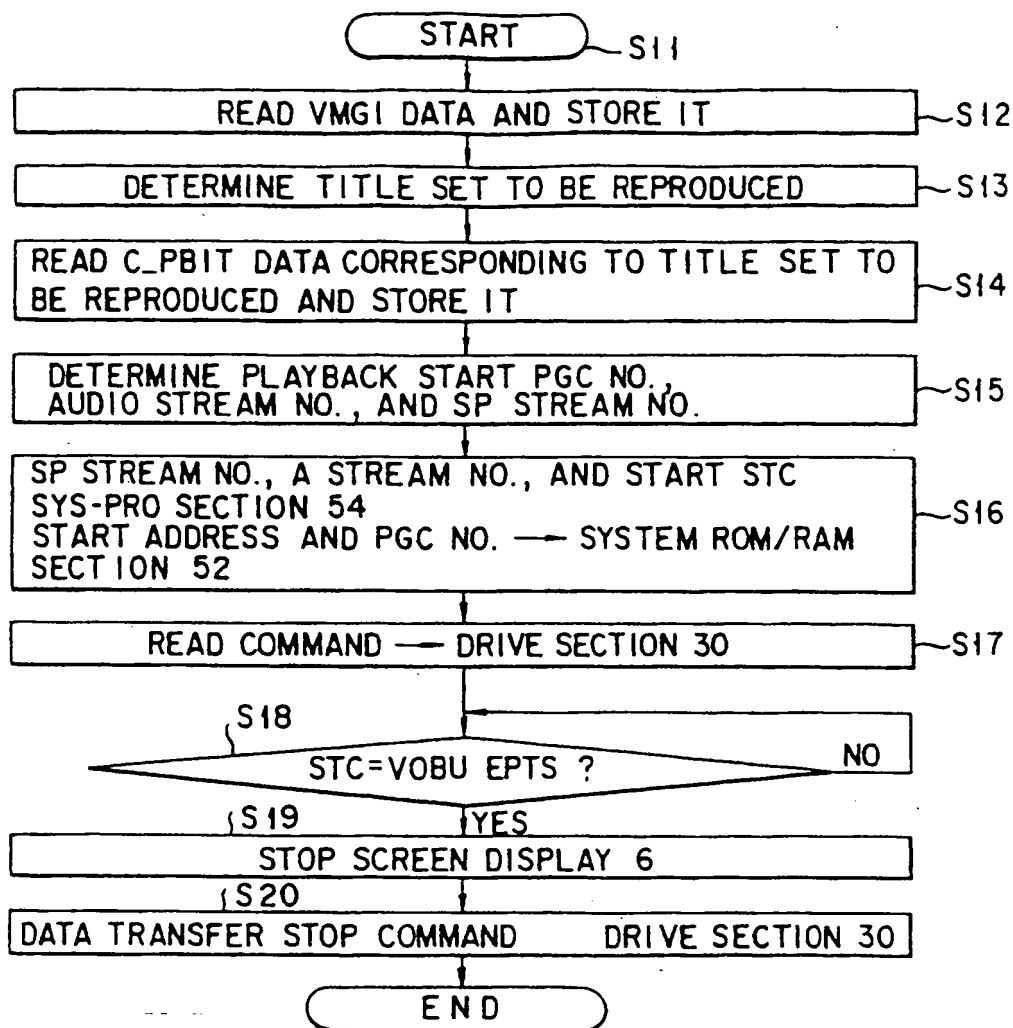 START
S11
READ VMGI DATA AND STORE IT
S12
DETERMINE TITLE SET TO BE REPRODUCED
S13
READ C_PBIT DATA CORRESPONDING TO TITLE SET TO
BE REPRODUCED AND STORE IT
S14
DETERMINE PLAYBACK START PGC NO.,
AUDIO STREAM NO., AND SP STREAM NO.
S15
SP STREAM NO., A STREAM NO., AND START STC
SYS-PRO SECTION 54
START ADDRESS AND PGC NO. → SYSTEM ROM/RAM
SECTION 52
S16
READ COMMAND — DRIVE SECTION 30
S17
S18
STC=VOBU EPTS ?
NO
YES
S19
STOP SCREEN DISPLAY 6
S20
DATA TRANSFER STOP COMMAND DRIVE SECTION 30
END